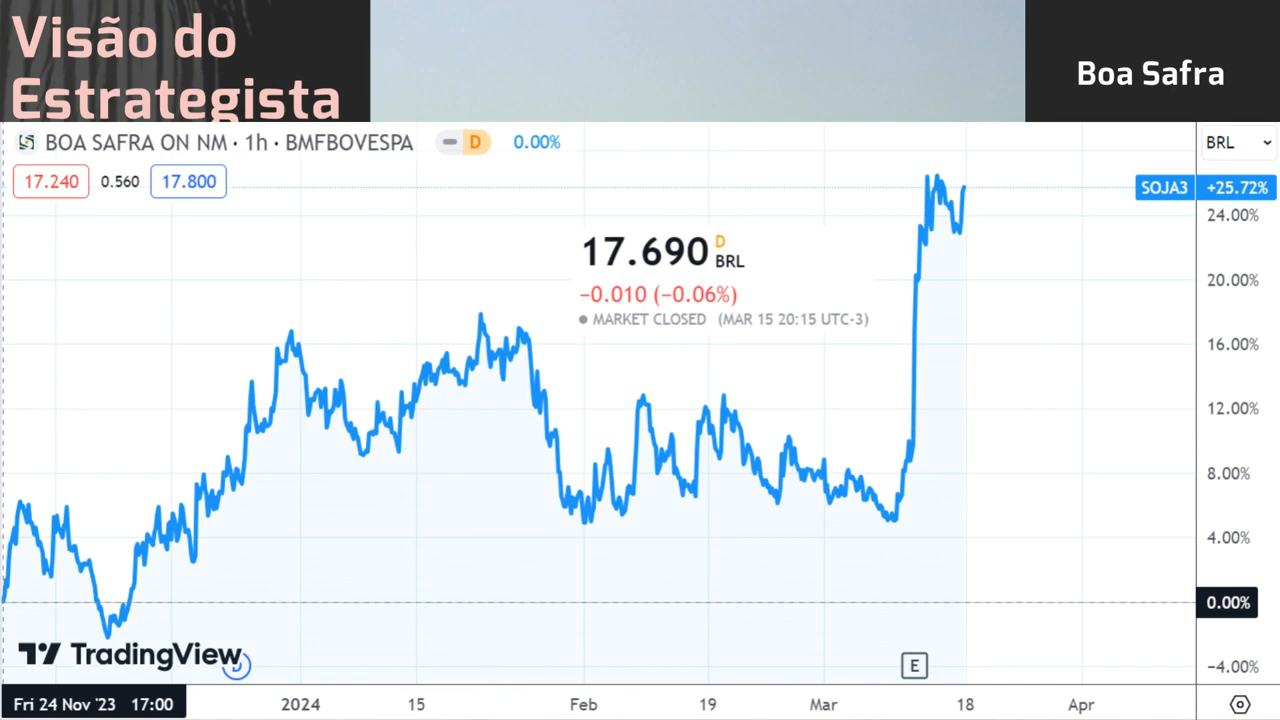 Visão do
Estrategista
Boa Safra
BOA SAFRA ON NM · 1h · BMFBOVESPA
D
0.00%
BRL
17.240
0.560
17.800
SOJA3
+25.72%
24.00%
17.690
D
BRL
−0.010 (−0.06%)
MARKET CLOSED (MAR 15 20:15 UTC-3)
20.00%
16.00%
12.00%
8.00%
4.00%
0.00%
−4.00%
TradingView
D
E
Fri 24 Nov '23 17:00
2024
15
Feb
19
Mar
18
Apr